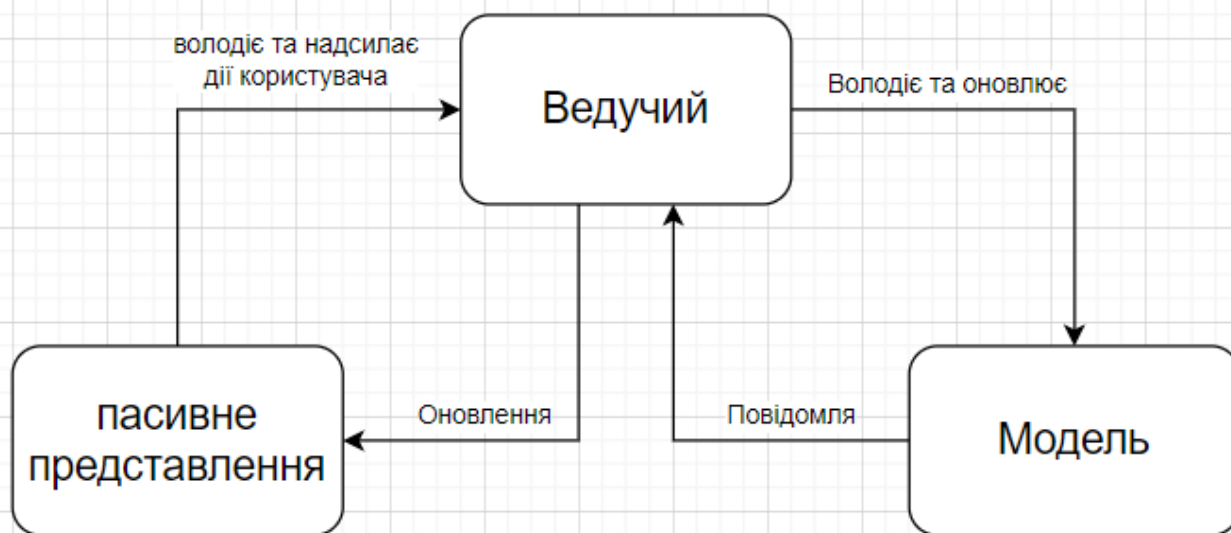 володіє та надсилає
дії користувача
Ведучий
Володіє та оновлює
пасивне
представлення
Оновлення
Повідомля
Модель